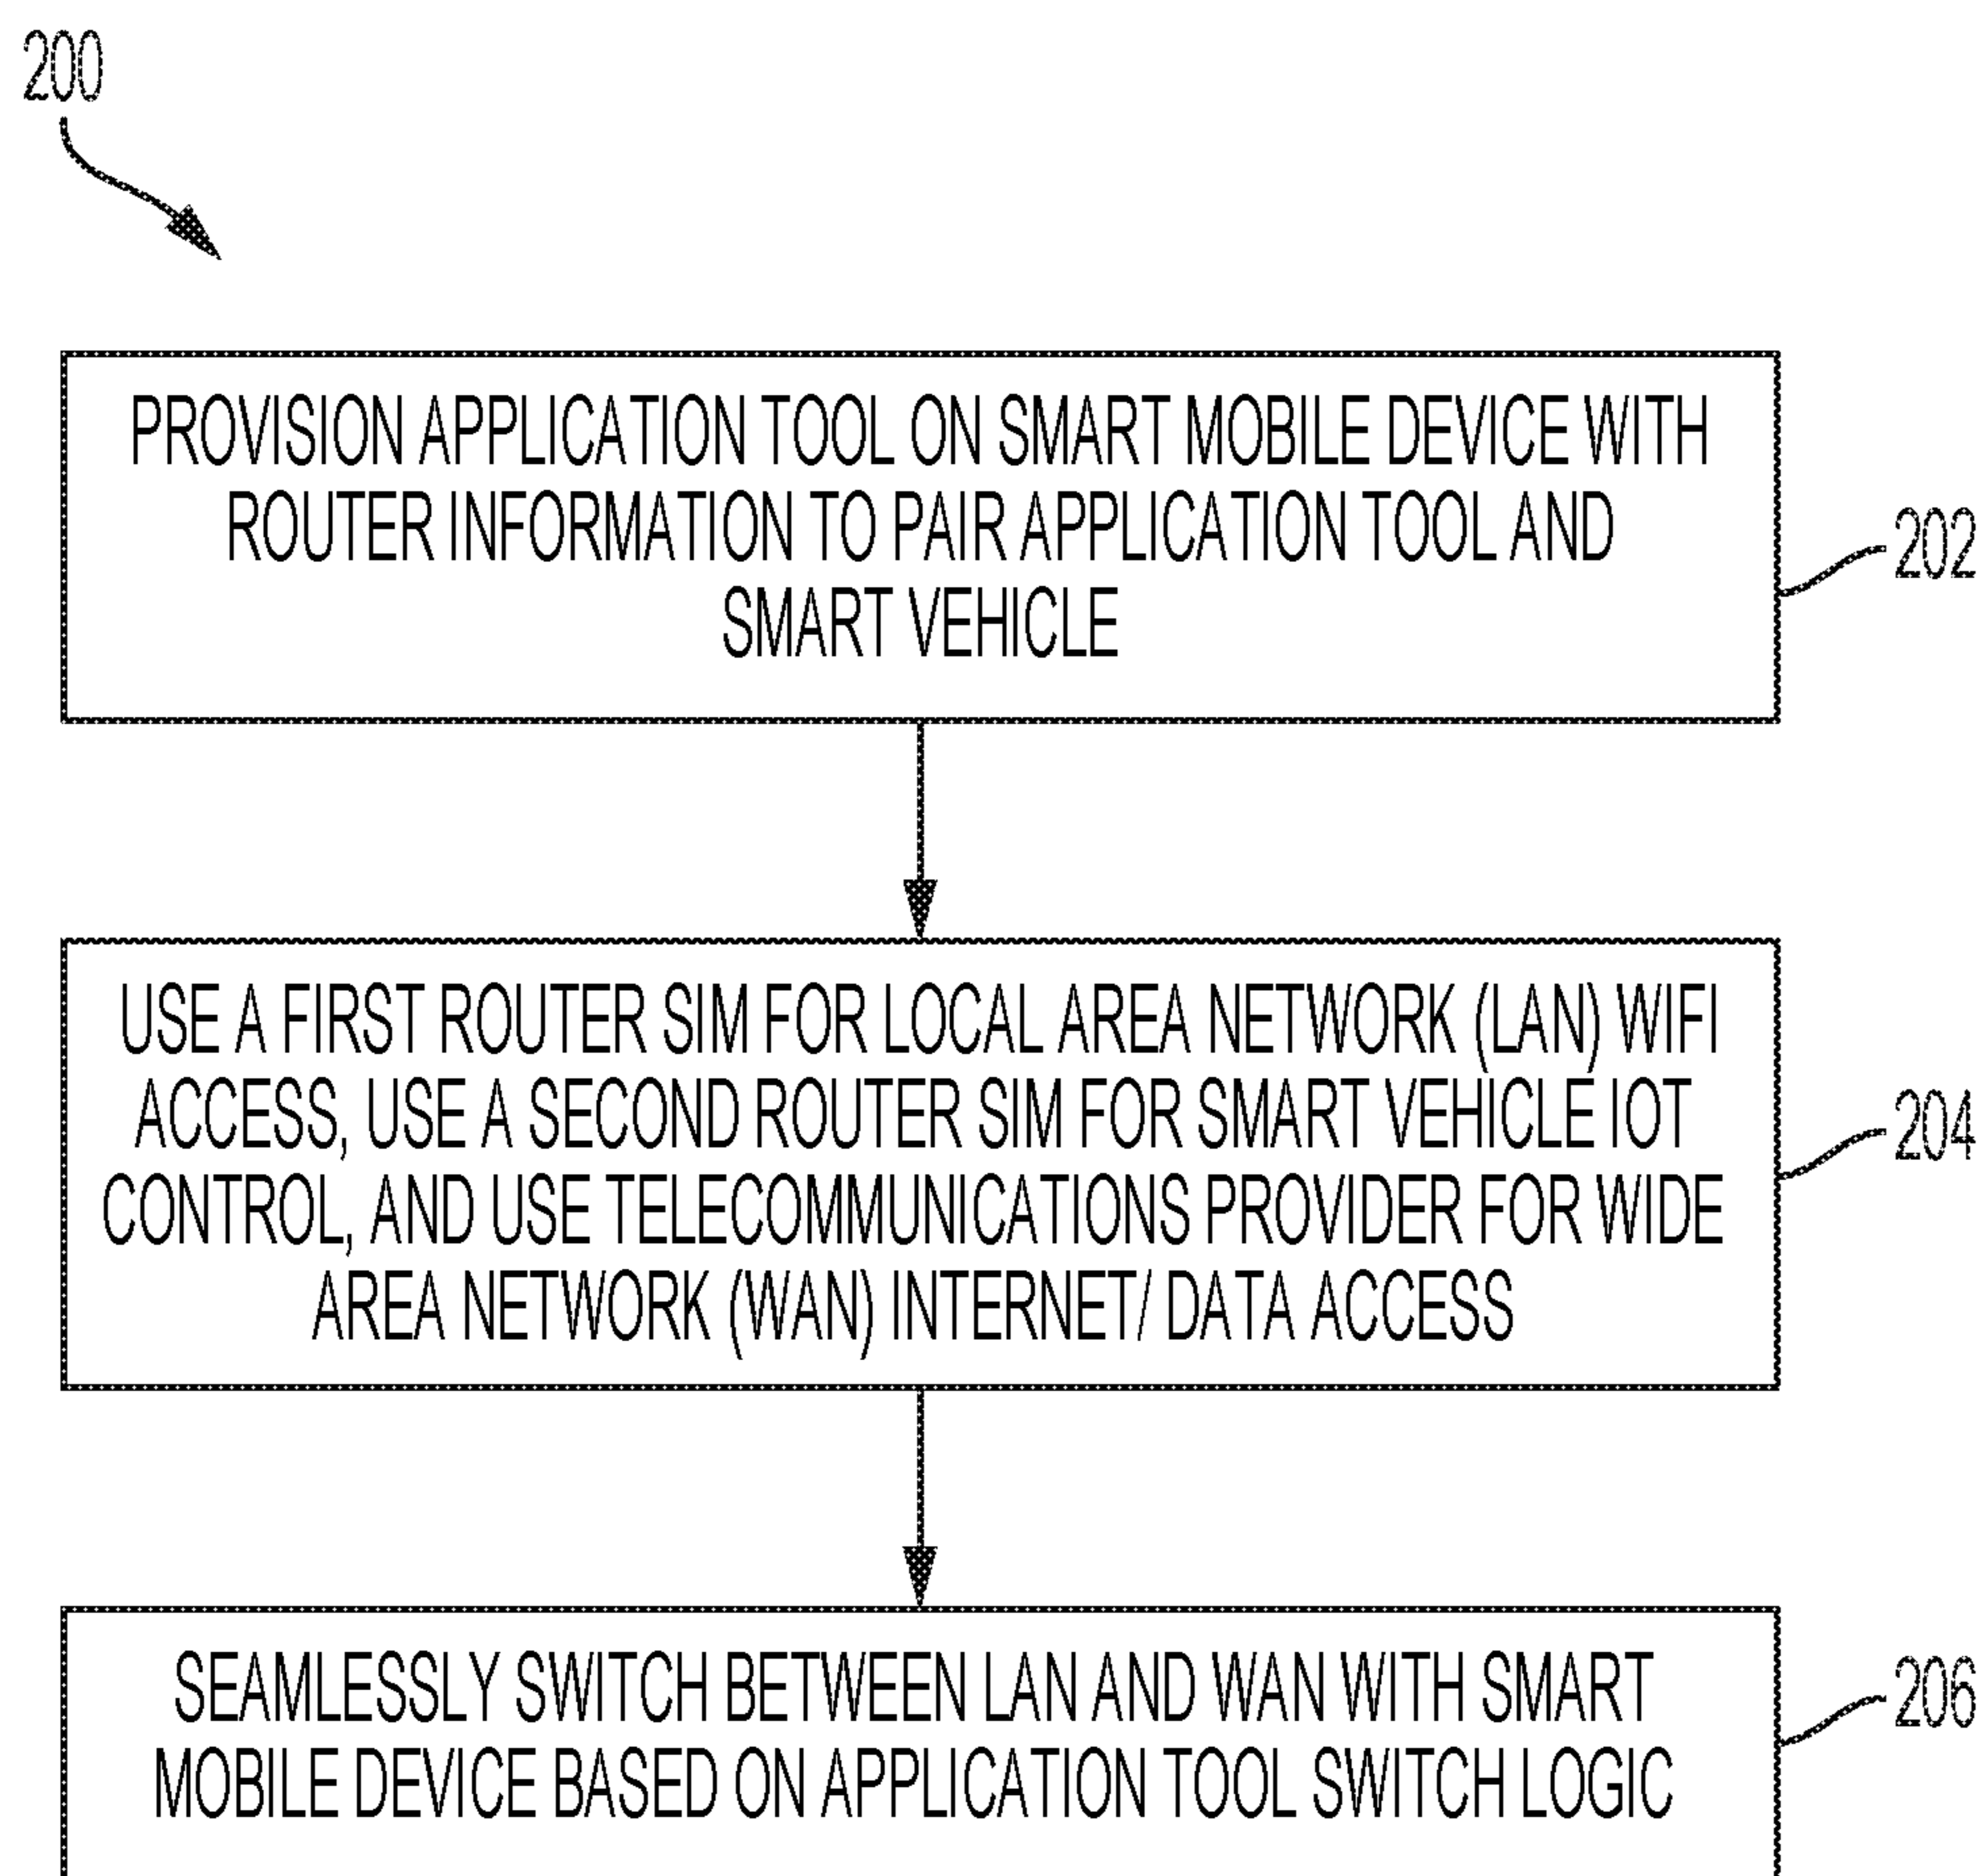 200
PROVISION APPLICATION TOOL ON SMART MOBILE DEVICE WITH
ROUTER INFORMATION TO PAIR APPLICATION TOOL AND
SMART VEHICLE
202
USE A FIRST ROUTER SIM FOR LOCAL AREA NETWORK (LAN) WIFI
ACCESS, USE A SECOND ROUTER SIM FOR SMART VEHICLE IOT
CONTROL, AND USE TELECOMMUNICATIONS PROVIDER FOR WIDE
AREA NETWORK (WAN) INTERNET/ DATA ACCESS
204
SEAMLESSLY SWITCH BETWEEN LAN AND WAN WITH SMART
MOBILE DEVICE BASED ON APPLICATION TOOL SWITCH LOGIC
206